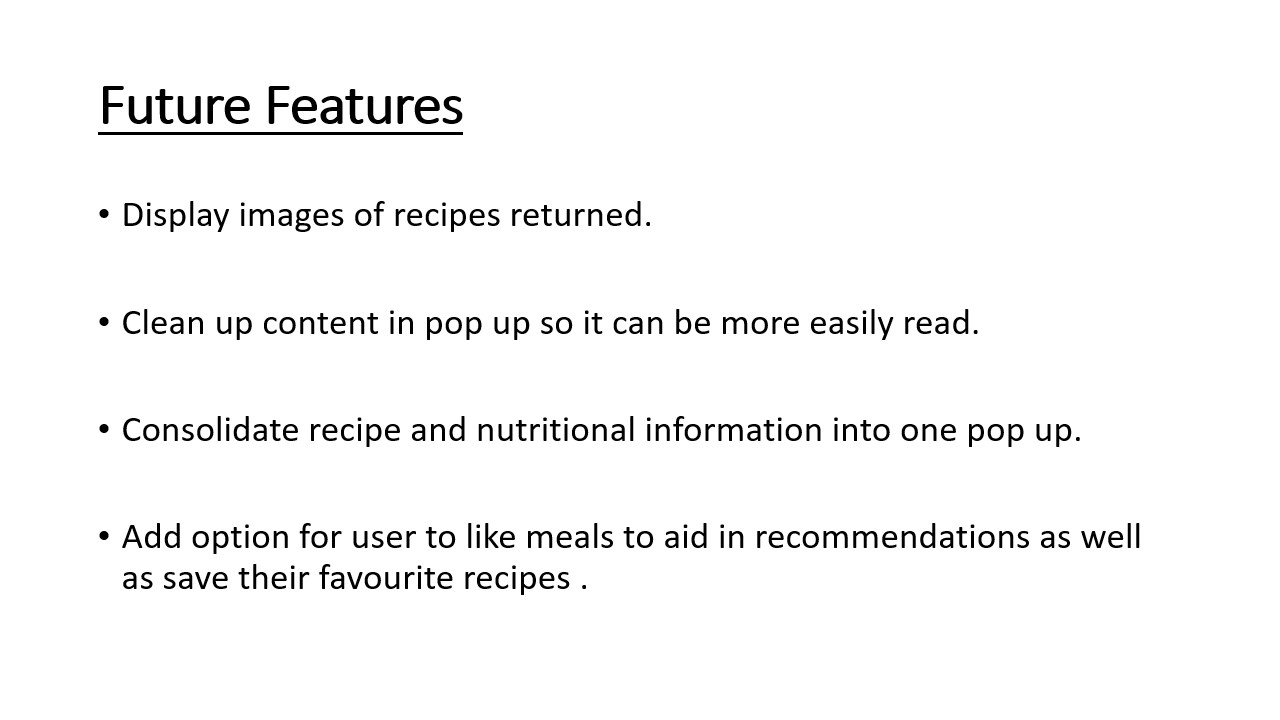 Future Features
• Display images of recipes returned.
• Clean up content in pop up so it can be more easily read.
• Consolidate recipe and nutritional information into one pop up.
• Add option for user to like meals to aid in recommendations as well
as save their favourite recipes .